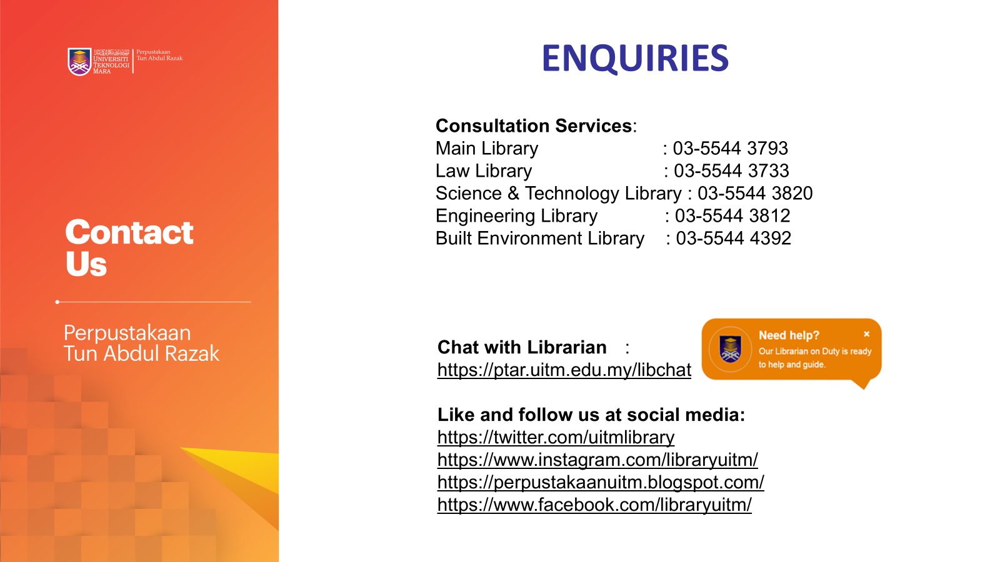 UNIVERSITI
TEKNOLOGI
MARA
Perpustakaan
Tun Abdul Razak
Contact
Us
Perpustakaan
Tun Abdul Razak
ENQUIRIES
Consultation Services:
Main Library : 03-5544 3793
Law Library : 03-5544 3733
Science & Technology Library : 03-5544 3820
Engineering Library : 03-5544 3812
Built Environment Library : 03-5544 4392
Chat with Librarian :
https://ptar.uitm.edu.my/libchat
Need help? ×
Our Librarian on Duty is ready
to help and guide.
Like and follow us at social media:
https://twitter.com/uitmlibrary
https://www.instagram.com/libraryuitm/
https://perpustakaanuitm.blogspot.com/
https://www.facebook.com/libraryuitm/